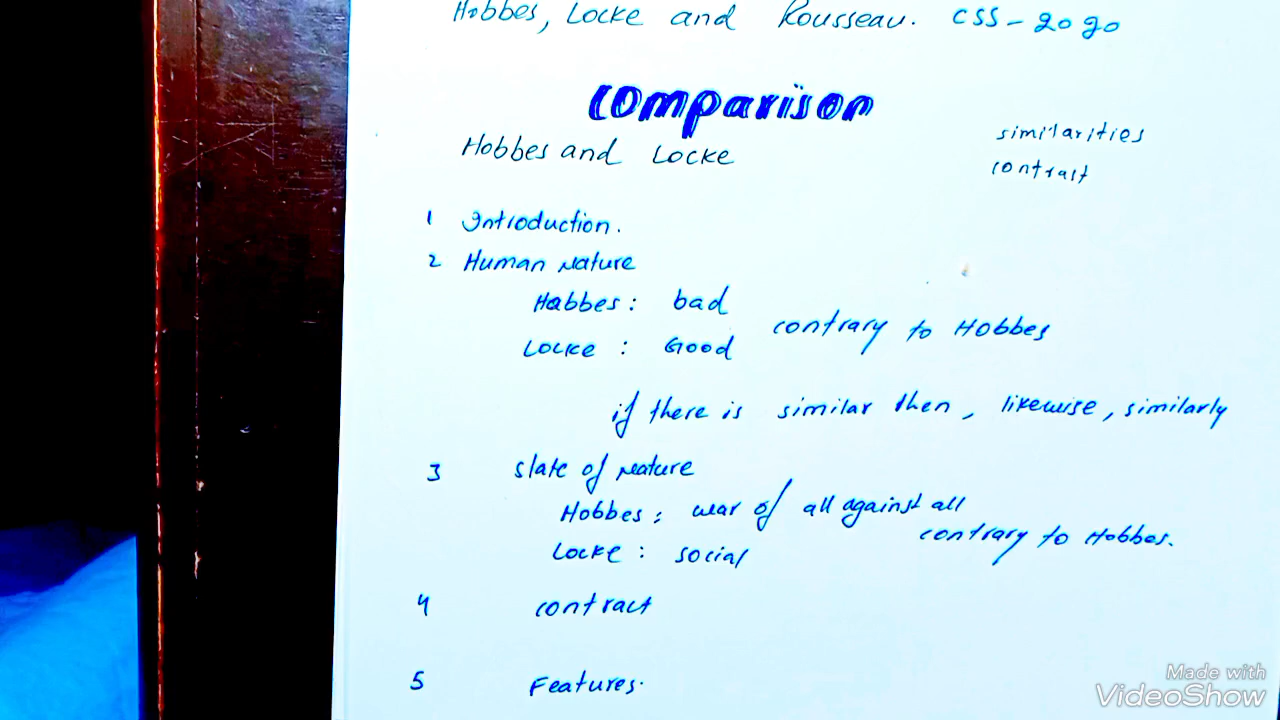 Hobbes, Locke and Rousseau. CSS-2020
comparison
similarities
Hobbes and Locke
contrast
1 Introduction.
2 Human Nature
Habbes: bad
contrary to Hobbes
Locke : Good
if there is similar then, likewise, similarly
3 state of Nature
Hobbes: war of all against all
contrary to Hobbes.
Locke : social
4 contract
5 Features.
Made with
VideoShow